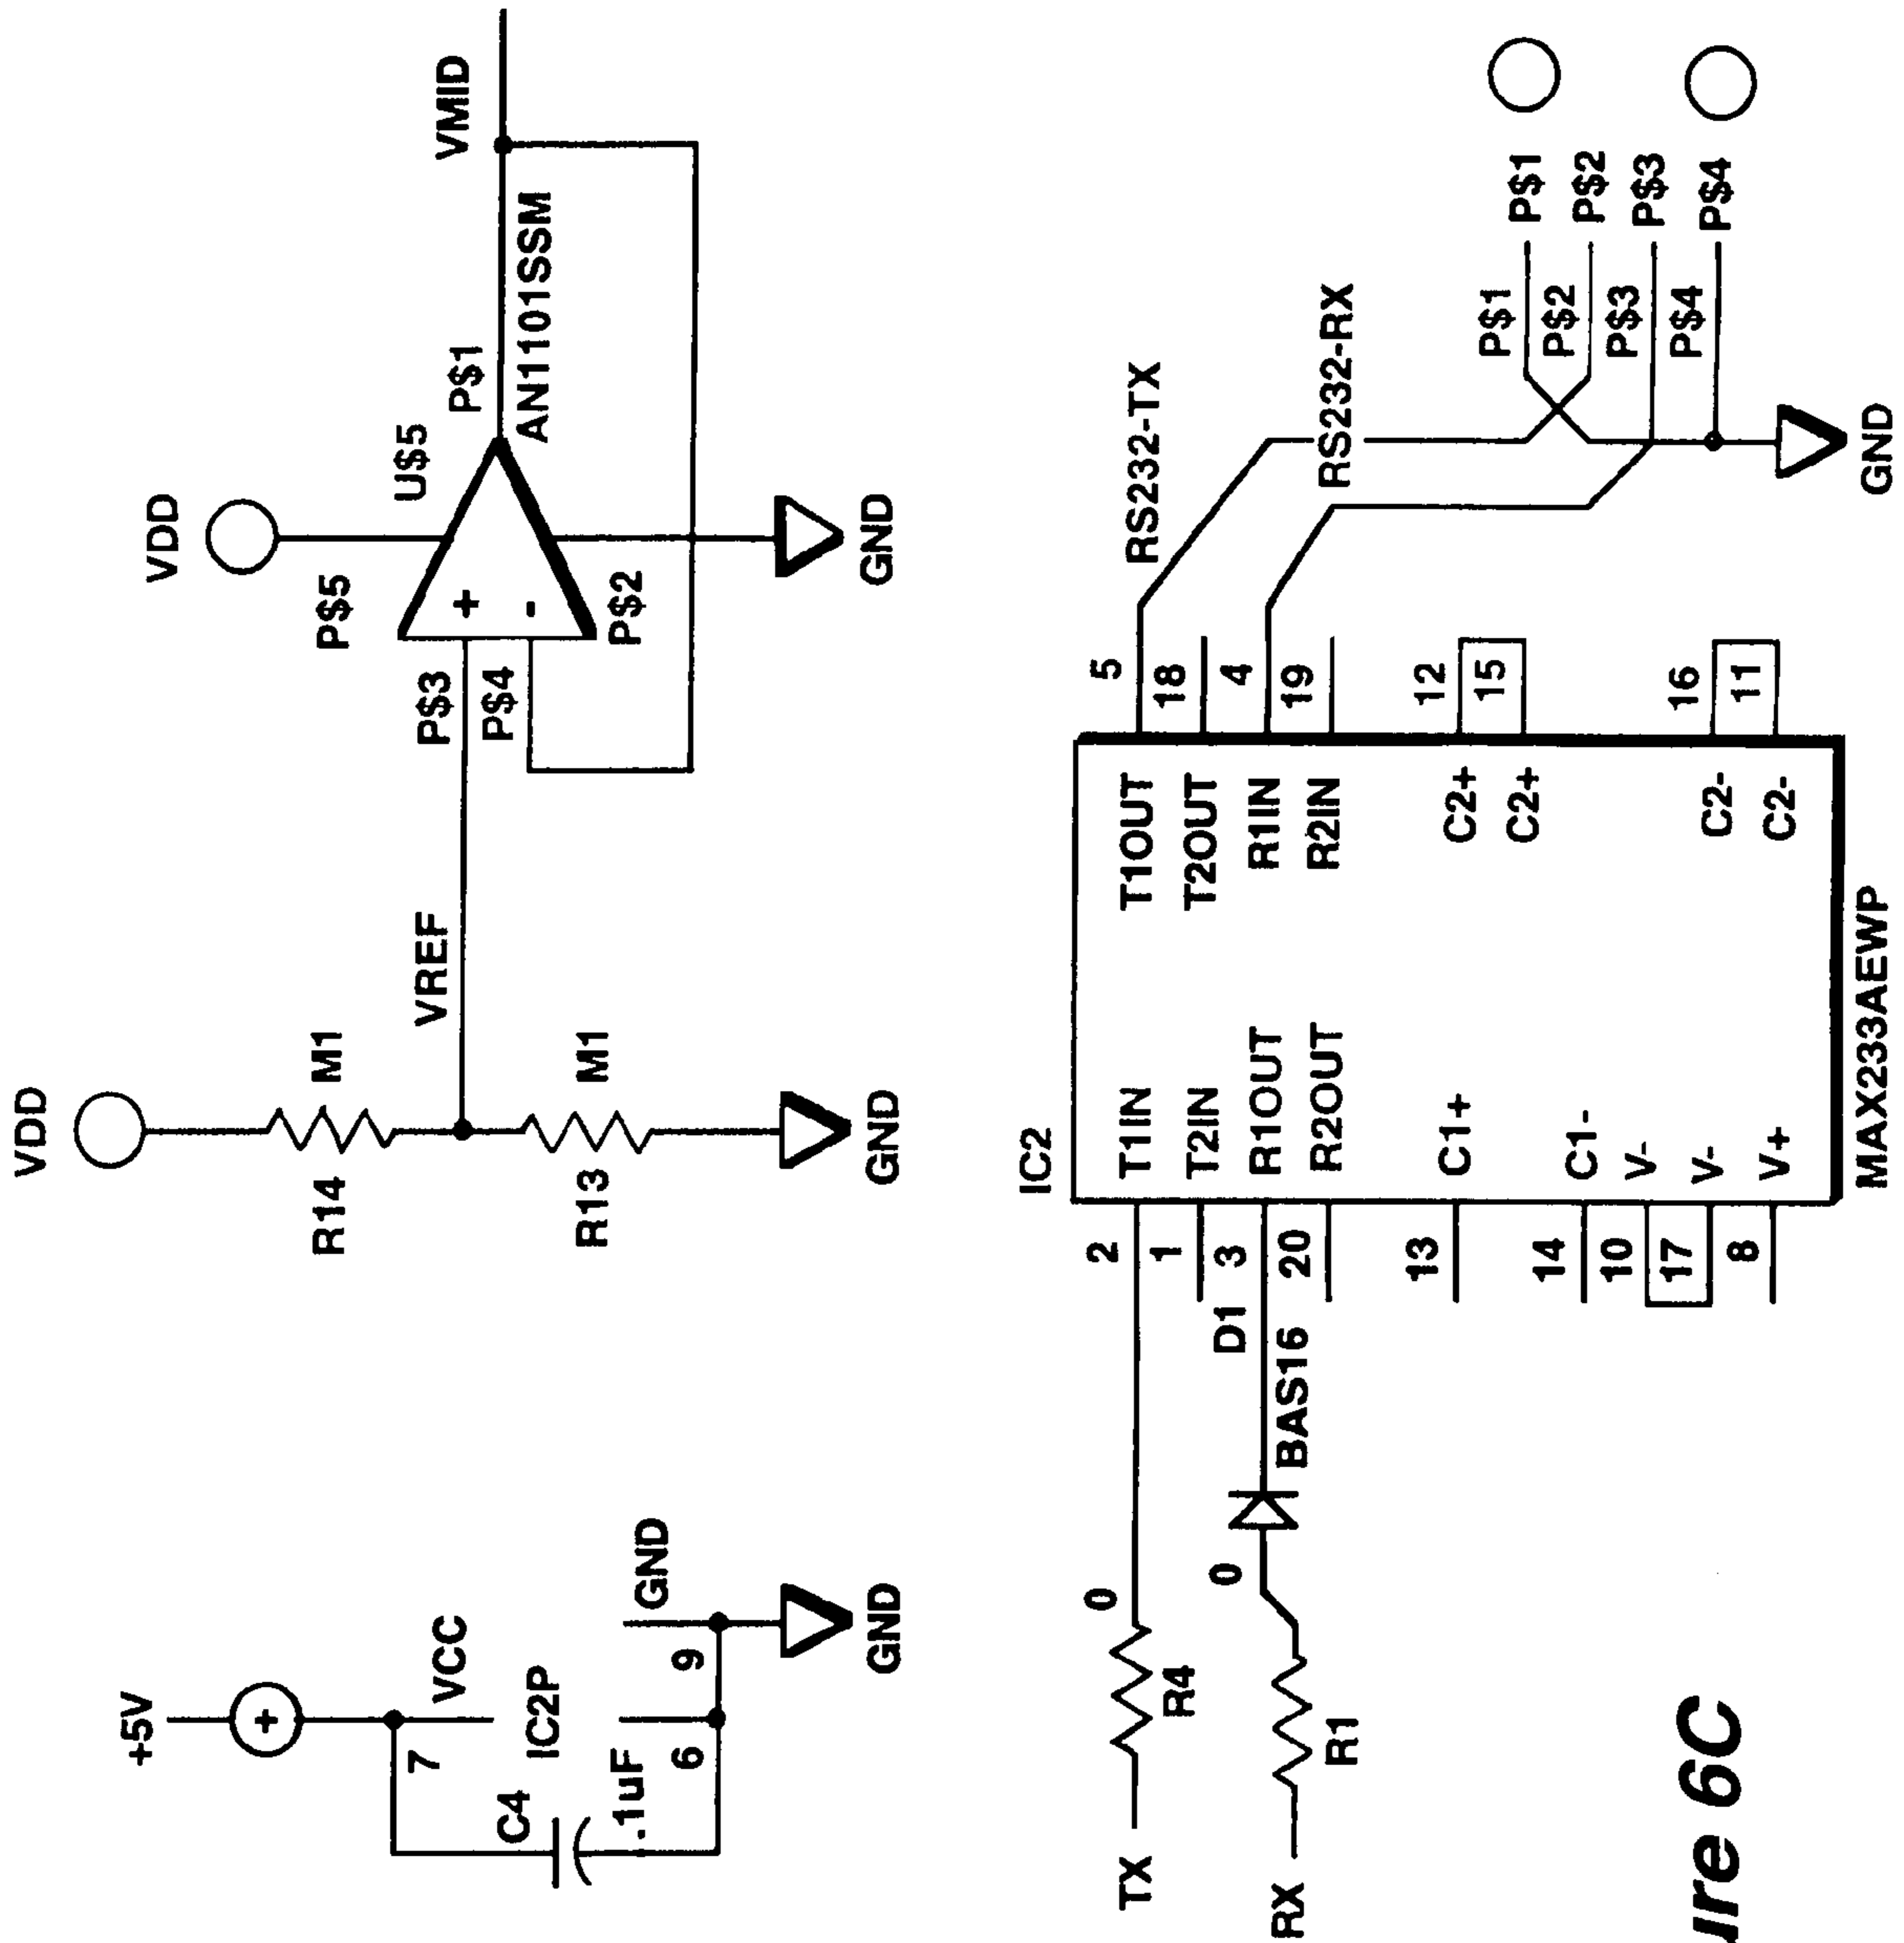 +5V
VCC
7
IC2P
C4
.1uF
6
9
GND
GND
VDD
R14
M1
VREF
R13
M1
GND
VDD
P$5
U$5
P$3
P$4
+
-
P$1
P$2
AN1101SSM
VMID
GND
TX
R4
0
RX
R1
0
D1
BAS16
IC2
2
1
3
20
13
14
10
17
8
T1IN
T2IN
R1OUT
R2OUT
C1+
C1-
V-
V-
V+
T1OUT
T2OUT
R1IN
R2IN
C2+
C2+
C2-
C2-
5
18
4
19
12
15
16
11
MAX233AEWP
RS232-TX
RS232-RX
P$1
P$2
P$3
P$4
P$1
P$2
P$3
P$4
GND
ure 6C